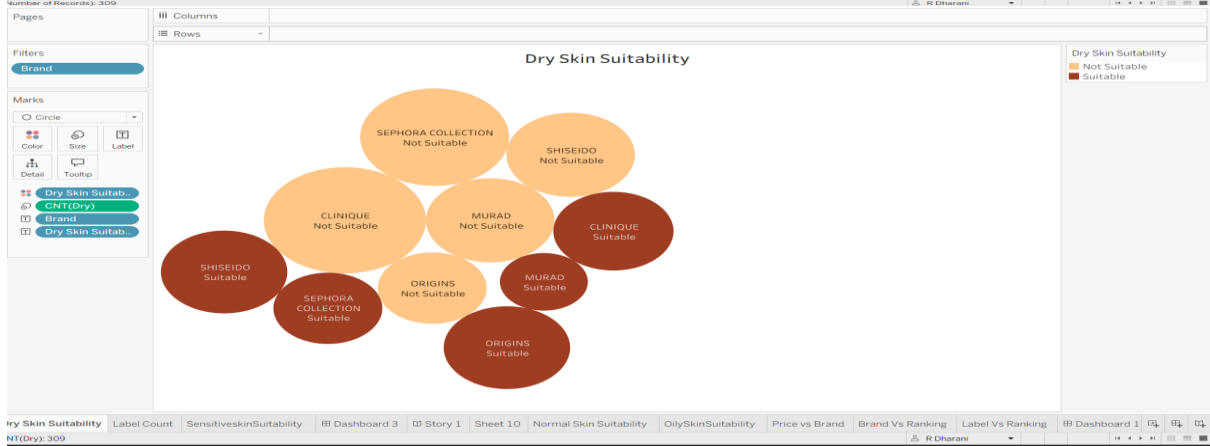 Number of Records): 309
R Dharani
Pages
Columns
Rows
Filters
Brand
Marks
Circle
Color
Size
Label
Detail
Tooltip
Dry Skin Suitab..
CNT(Dry)
Brand
Dry Skin Suitab..
Dry Skin Suitability
SEPHORA COLLECTION
Not Suitable
SHISEIDO
Not Suitable
CLINIQUE
Not Suitable
MURAD
Not Suitable
CLINIQUE
Suitable
SHISEIDO
Suitable
SEPHORA
COLLECTION
Suitable
ORIGINS
Not Suitable
MURAD
Suitable
ORIGINS
Suitable
Dry Skin Suitability
Not Suitable
Suitable
Dry Skin Suitability Label Count SensitiveskinSuitability Dashboard 3 Story 1 Sheet 10 Normal Skin Suitability OilySkinSuitability Price vs Brand Brand Vs Ranking Label Vs Ranking Dashboard 1
NT(Dry): 309
R Dharani